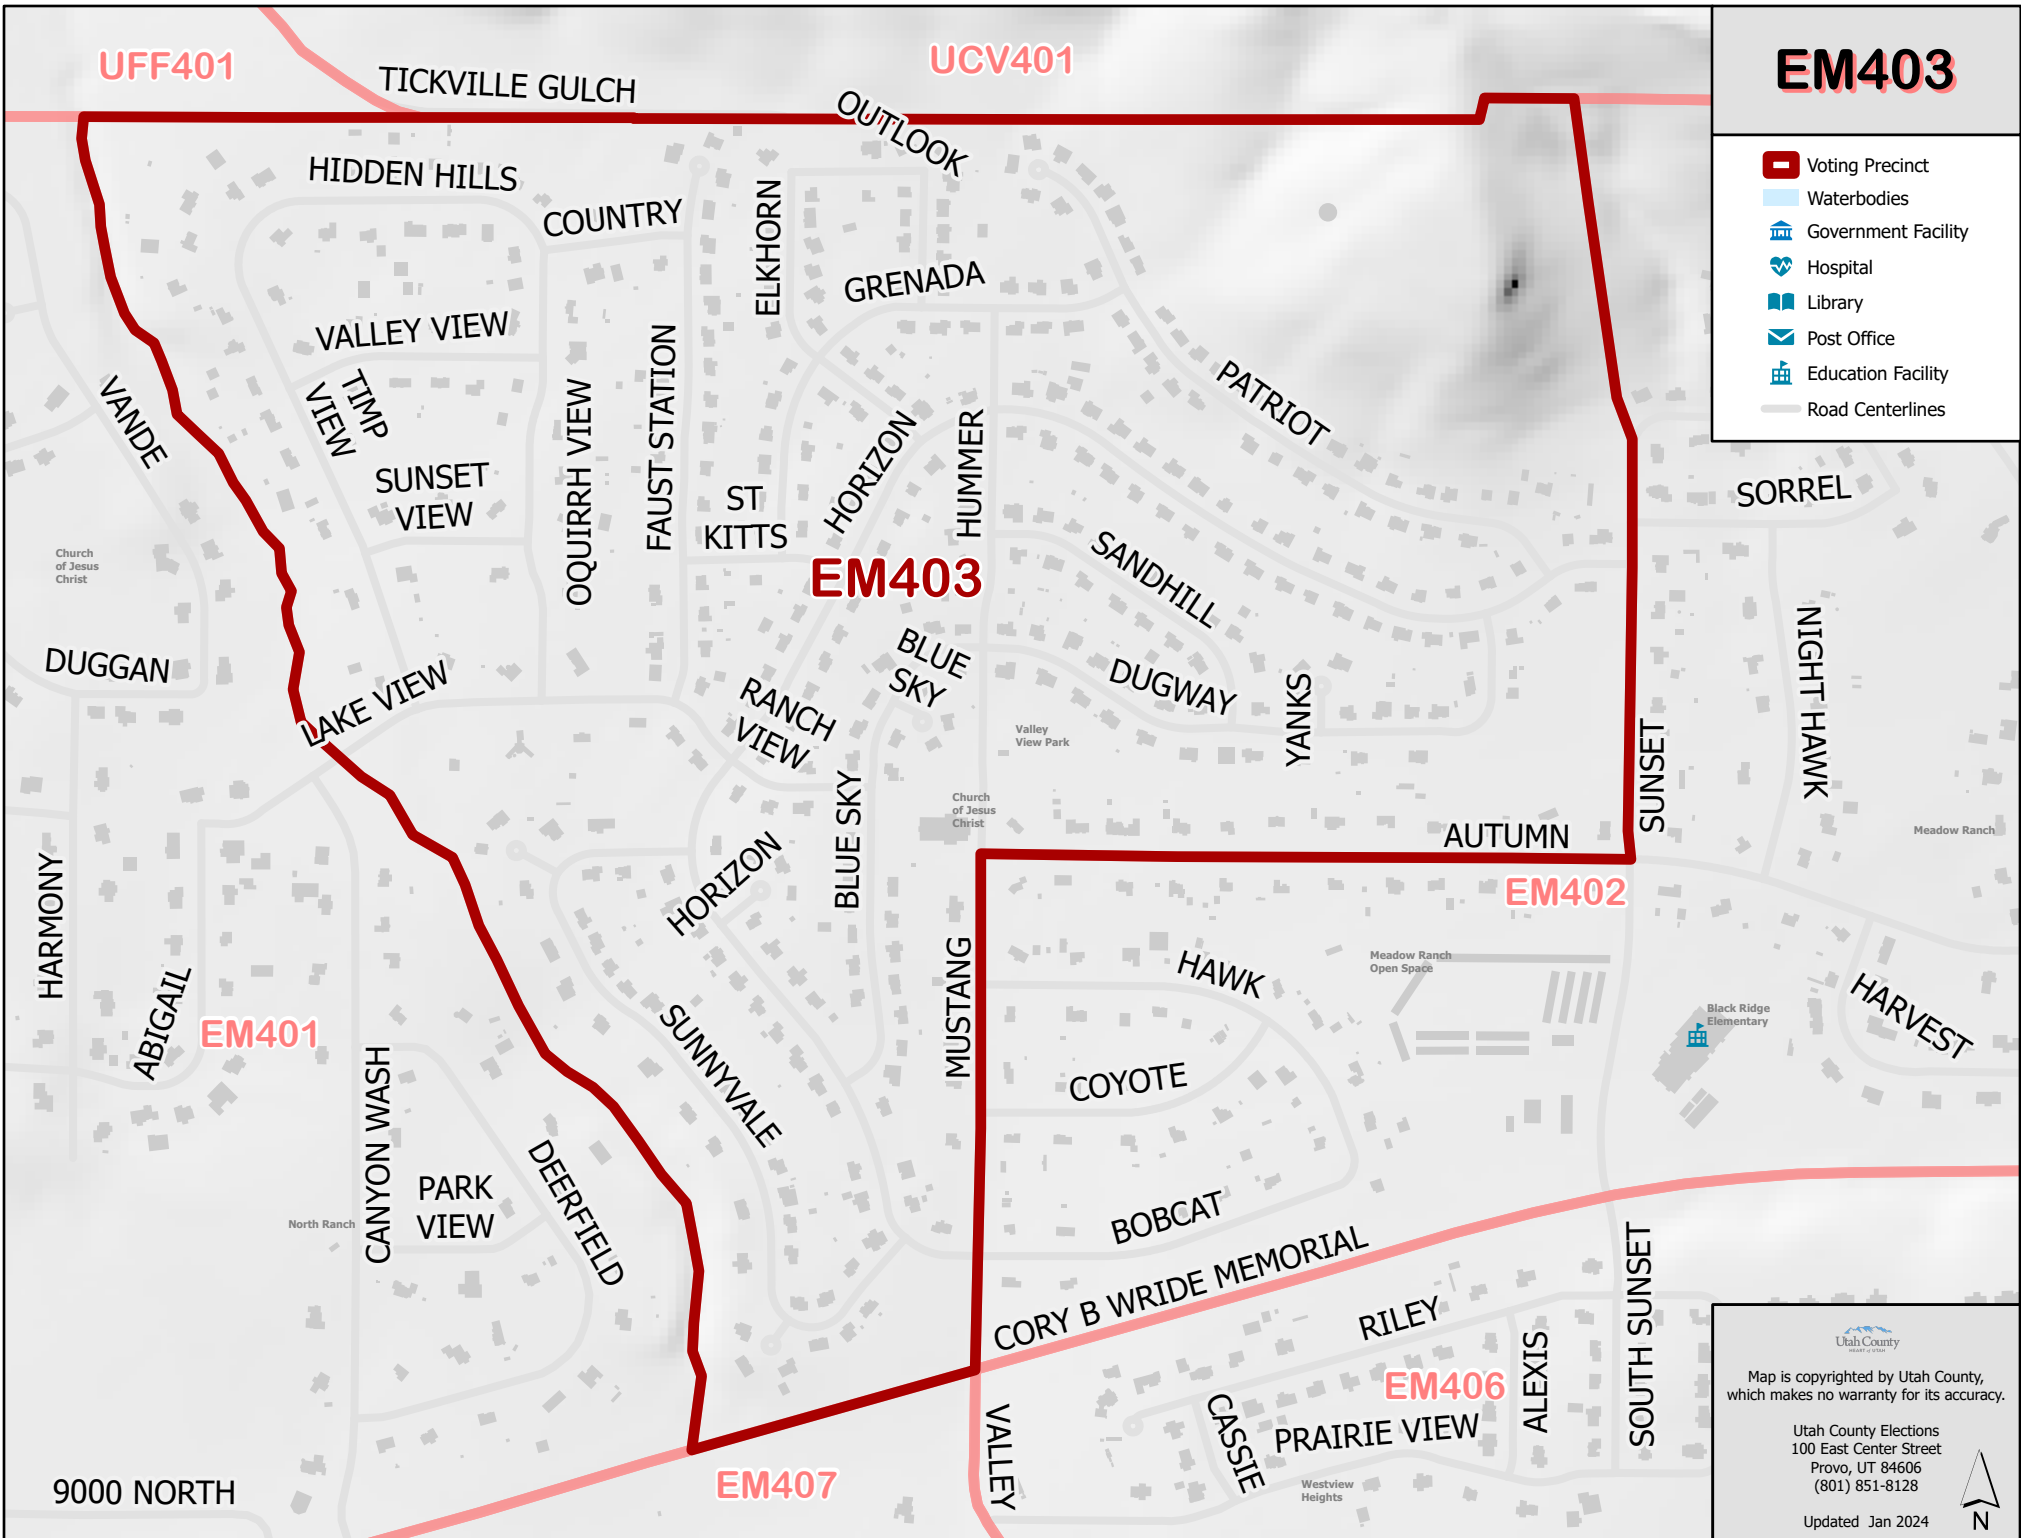 UFF401
UCV401
EM403
TICKVILLE GULCH
OUTLOOK
HIDDEN HILLS
COUNTRY
ELKHORN
GRENADA
VALLEY VIEW
TIMP
VIEW
VANDE
SUNSET
VIEW
OQUIRRH VIEW
FAUST STATION
ST
KITTS
HORIZON
HUMMER
PATRIOT
SANDHILL
EM403
Church
of Jesus
Christ
DUGGAN
LAKE VIEW
RANCH
VIEW
BLUE
SKY
DUGWAY
YANKS
Valley
View Park
SUNSET
NIGHT HAWK
SORREL
Voting Precinct
Waterbodies
Government Facility
Hospital
Library
Post Office
Education Facility
Road Centerlines
Church
of Jesus
Christ
BLUE SKY
HORIZON
AUTUMN
EM402
Meadow Ranch
HARMONY
ABIGAIL
EM401
CANYON WASH
SUNNYVALE
MUSTANG
HAWK
COYOTE
Meadow Ranch
Open Space
Black Ridge
Elementary
HARVEST
PARK
VIEW
DEERFIELD
North Ranch
BOBCAT
CORY B WRIDE MEMORIAL
RILEY
ALEXIS
SOUTH SUNSET
EM406
CASSIE
PRAIRIE VIEW
VALLEY
Westview
Heights
EM407
9000 NORTH
Utah County
HEART of UTAH
Map is copyrighted by Utah County,
which makes no warranty for its accuracy.
Utah County Elections
100 East Center Street
Provo, UT 84606
(801) 851-8128
Updated Jan 2024
N